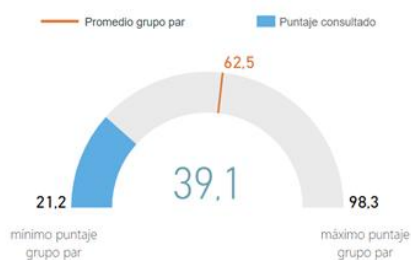 Promedio grupo par
Puntaje consultado
62,5
39,1
21,2
98,3
mínimo puntaje
grupo par
máximo puntaje
grupo par